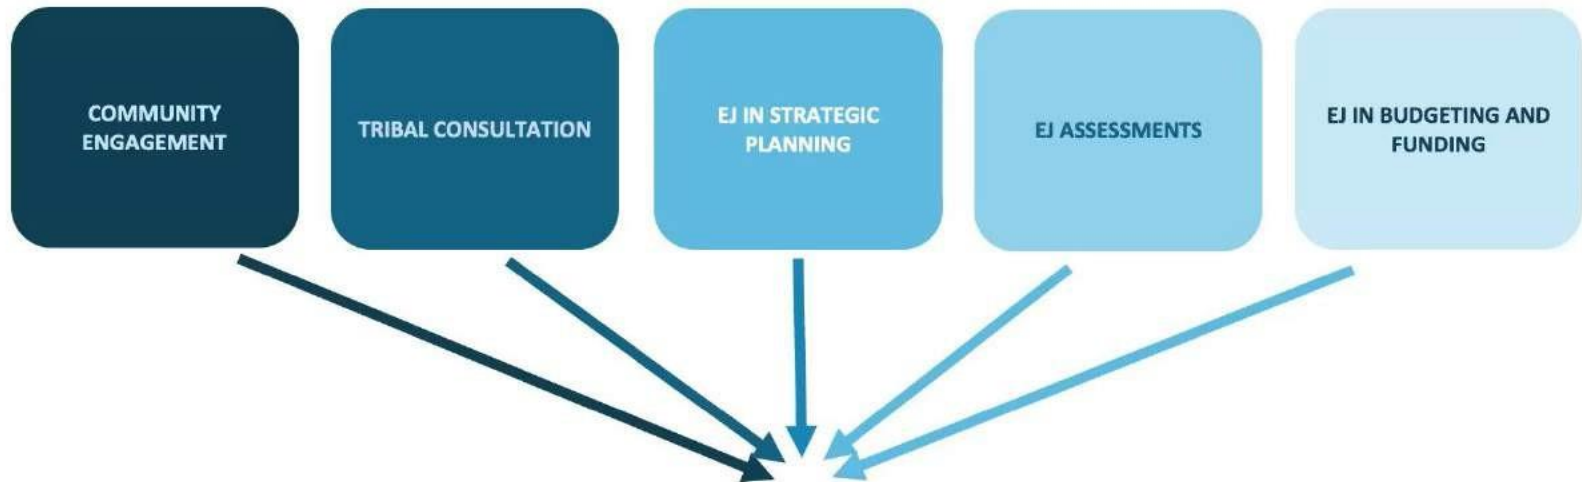 COMMUNITY
ENGAGEMENT
TRIBAL CONSULTATION
EJ IN STRATEGIC
PLANNING
EJ ASSESSMENTS
EJ IN BUDGETING AND
FUNDING